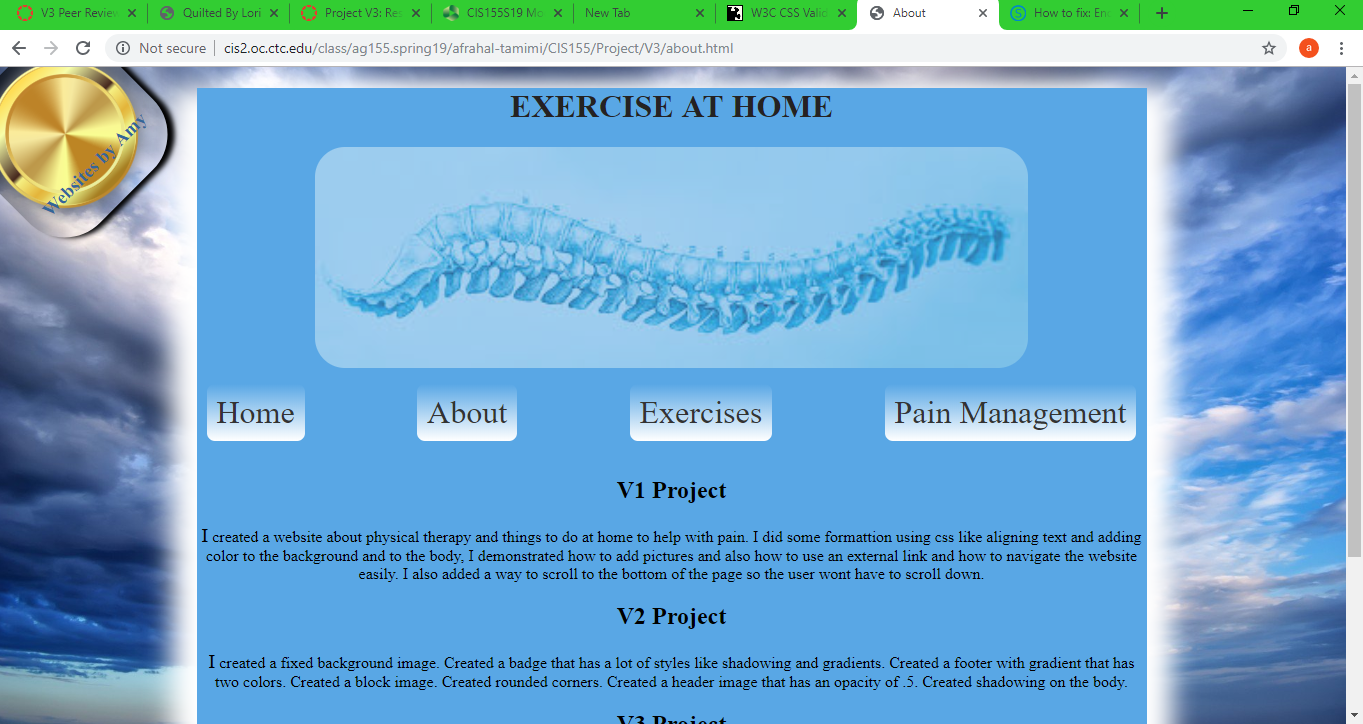 V3 Peer Review
Quilted By Lori
Project V3: Res
CIS155S19 Mo
New Tab
W3C CSS Valid
About
How to fix: Enc
Not secure
cis2.oc.ctc.edu/class/ag155.spring19/afrahal-tamimi/CIS155/Project/V3/about.html
a
Websites by Amy
EXERCISE AT HOME
Home
About
Exercises
Pain Management
V1 Project
I created a website about physical therapy and things to do at home to help with pain. I did some formattion using css like aligning text and adding
color to the background and to the body, I demonstrated how to add pictures and also how to use an external link and how to navigate the website
easily. I also added a way to scroll to the bottom of the page so the user wont have to scroll down.
V2 Project
I created a fixed background image. Created a badge that has a lot of styles like shadowing and gradients. Created a footer with gradient that has
two colors. Created a block image. Created rounded corners. Created a header image that has an opacity of .5. Created shadowing on the body.
V3 Project